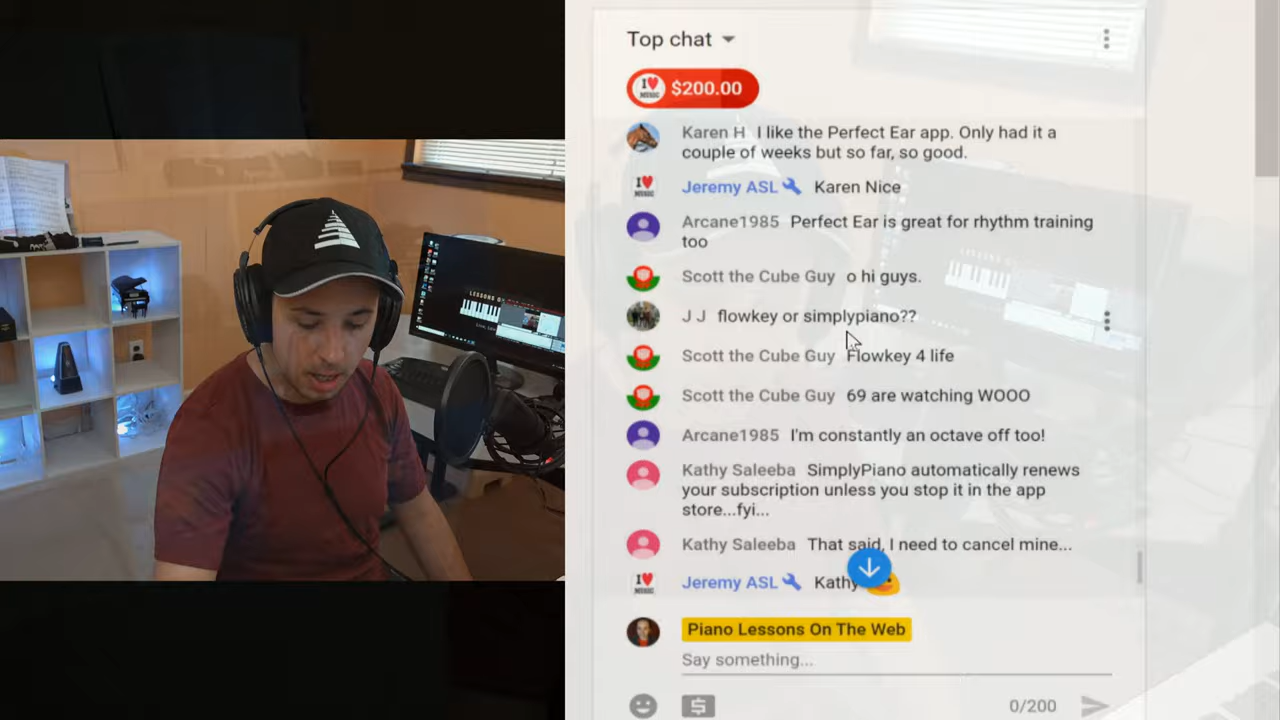 Top chat
I ♥ MUSIC $200.00
Karen H I like the Perfect Ear app. Only had it a
couple of weeks but so far, so good.
I ♥ MUSIC Jeremy ASL Karen Nice
Arcane1985 Perfect Ear is great for rhythm training
too
Scott the Cube Guy o hi guys.
J J flowkey or simplypiano??
Scott the Cube Guy Flowkey 4 life
Scott the Cube Guy 69 are watching WOOO
Arcane1985 I'm constantly an octave off too!
Kathy Saleeba SimplyPiano automatically renews
your subscription unless you stop it in the app
store...fyi...
Kathy Saleeba That said, I need to cancel mine...
I ♥ MUSIC Jeremy ASL Kathy
Piano Lessons On The Web
Say something...
$ 0/200
LESSONS